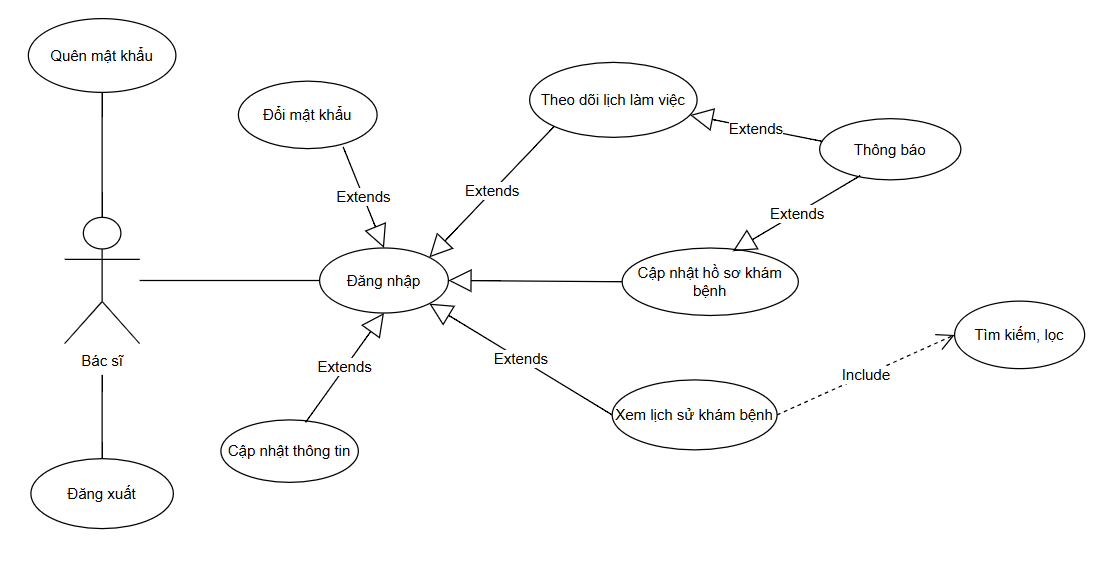 Quên mật khẩu
Đổi mật khẩu
Theo dõi lịch làm việc
Extends
Thông báo
Extends
Extends
Extends
Đăng nhập
Cập nhật hồ sơ khám
bệnh
Tìm kiếm, lọc
Bác sĩ
Extends
Extends
Include
Xem lịch sử khám bệnh
Cập nhật thông tin
Đăng xuất